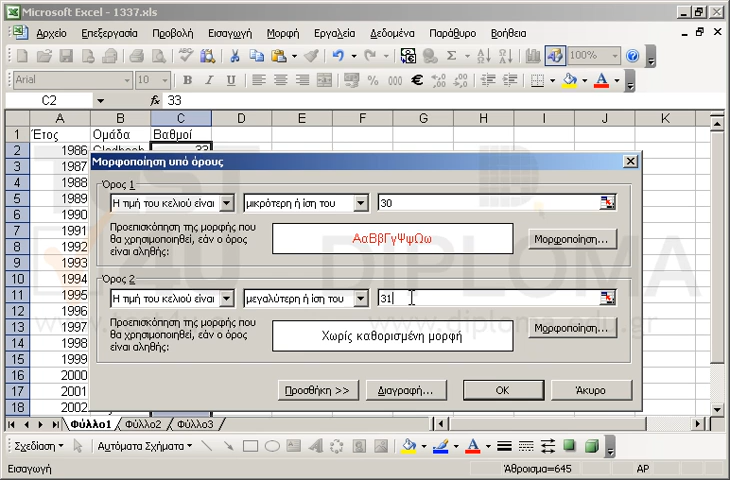 Microsoft Excel - 1337.xls
Αρχείο Επεξεργασία Προβολή Εισαγωγή Μορφή Εργαλεία Δεδομένα Παράθυρο Βοήθεια
100%
Arial 10 B I U % 000 €
C2 fx 33
A B C D E F G H I J K
1 Έτος Ομάδα Βαθμοί
2 1986 Gladbach 33
3 1987
4 1988
5 1989
6 1990
7 1991
8 1992
9 1993
10 1994
11 1995
12 1996
13 1997
14 1998
15 1999
16 2000
17 2001
18 2002
Μορφοποίηση υπό όρους
Όρος 1
Η τιμή του κελιού είναι μικρότερη ή ίση του 30
Προεπισκόπηση της μορφής που θα χρησιμοποιηθεί, εάν ο όρος είναι αληθής:
ΑαΒβΓγΨψΩω
Μορφοποίηση...
Όρος 2
Η τιμή του κελιού είναι μεγαλύτερη ή ίση του 31
Προεπισκόπηση της μορφής που θα χρησιμοποιηθεί, εάν ο όρος είναι αληθής:
Χωρίς καθορισμένη μορφή
Μορφοποίηση...
Προσθήκη >> Διαγραφή... OK Άκυρο
Φύλλο1 Φύλλο2 Φύλλο3
Σχεδίαση Αυτόματα Σχήματα
Εισαγωγή Άθροισμα=645 ΑΡ
TEST4U DIPLOMA
www.diploma.edu.gr